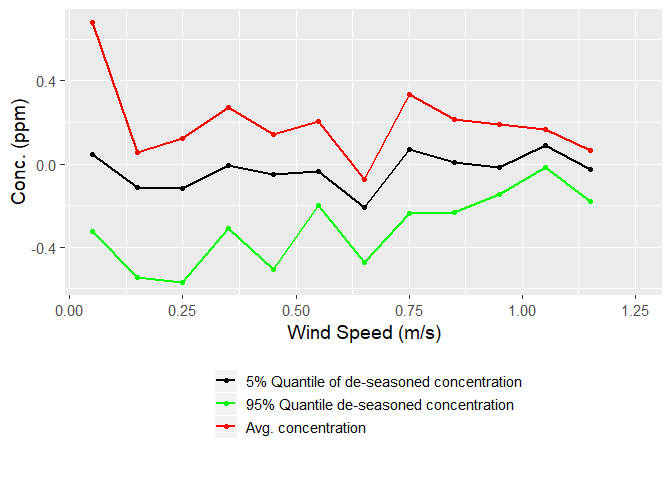 Conc. (ppm)
0.4
0.0
-0.4
0.00 0.25 0.50 0.75 1.00 1.25
Wind Speed (m/s)
5% Quantile of de-seasoned concentration
95% Quantile de-seasoned concentration
Avg. concentration